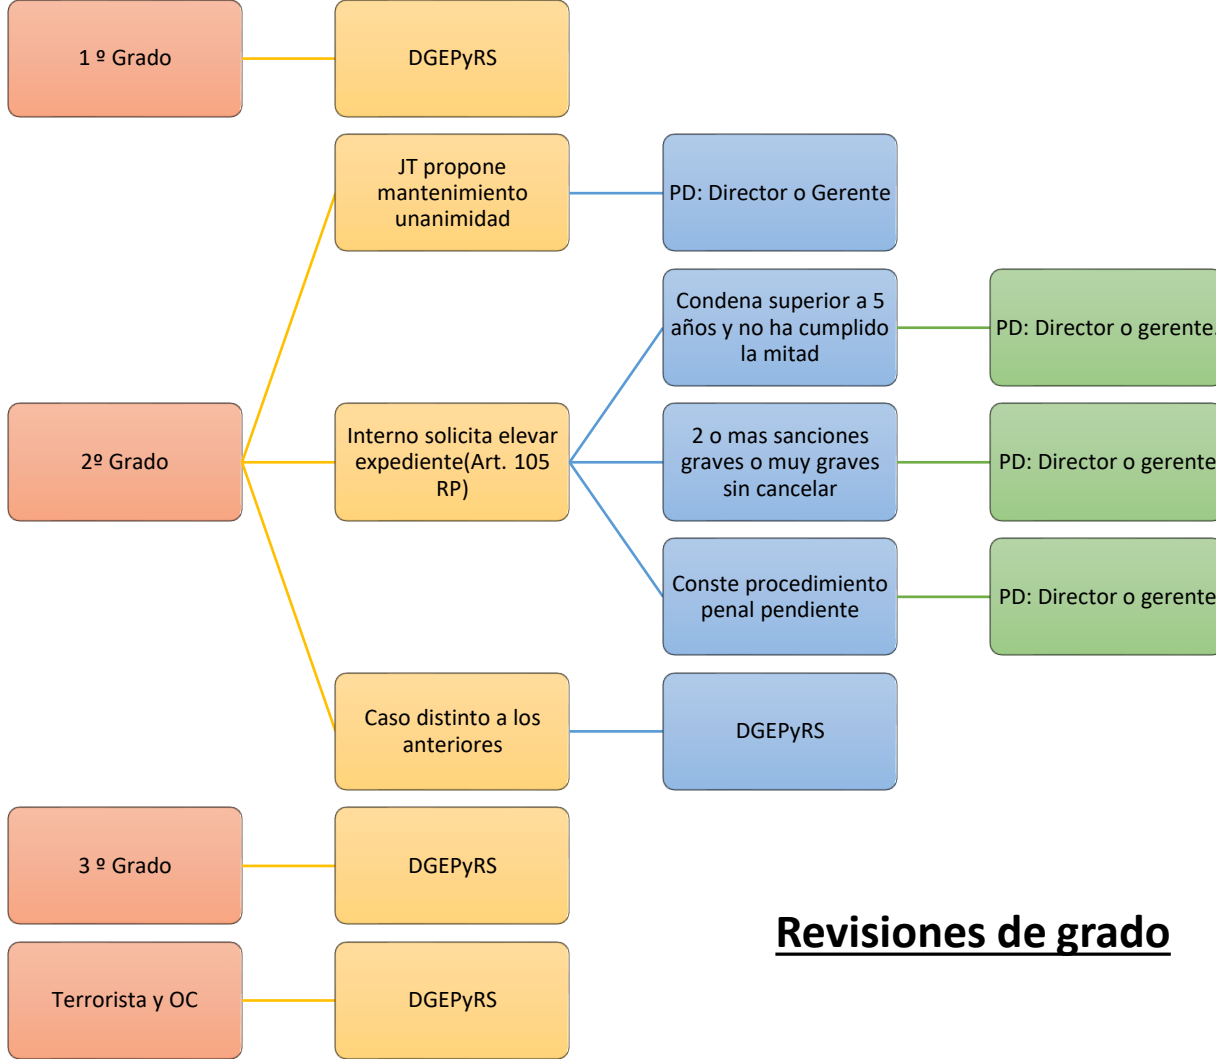 1 º Grado
DGEPyRS
JT propone
mantenimiento
unanimidad
PD: Director o Gerente
Condena superior a 5
años y no ha cumplido
la mitad
PD: Director o gerente.
2º Grado
Interno solicita elevar
expediente(Art. 105
RP)
2 o mas sanciones
graves o muy graves
sin cancelar
PD: Director o gerente
Conste procedimiento
penal pendiente
PD: Director o gerente
Caso distinto a los
anteriores
DGEPyRS
3 º Grado
DGEPyRS
Revisiones de grado
Terrorista y OC
DGEPyRS